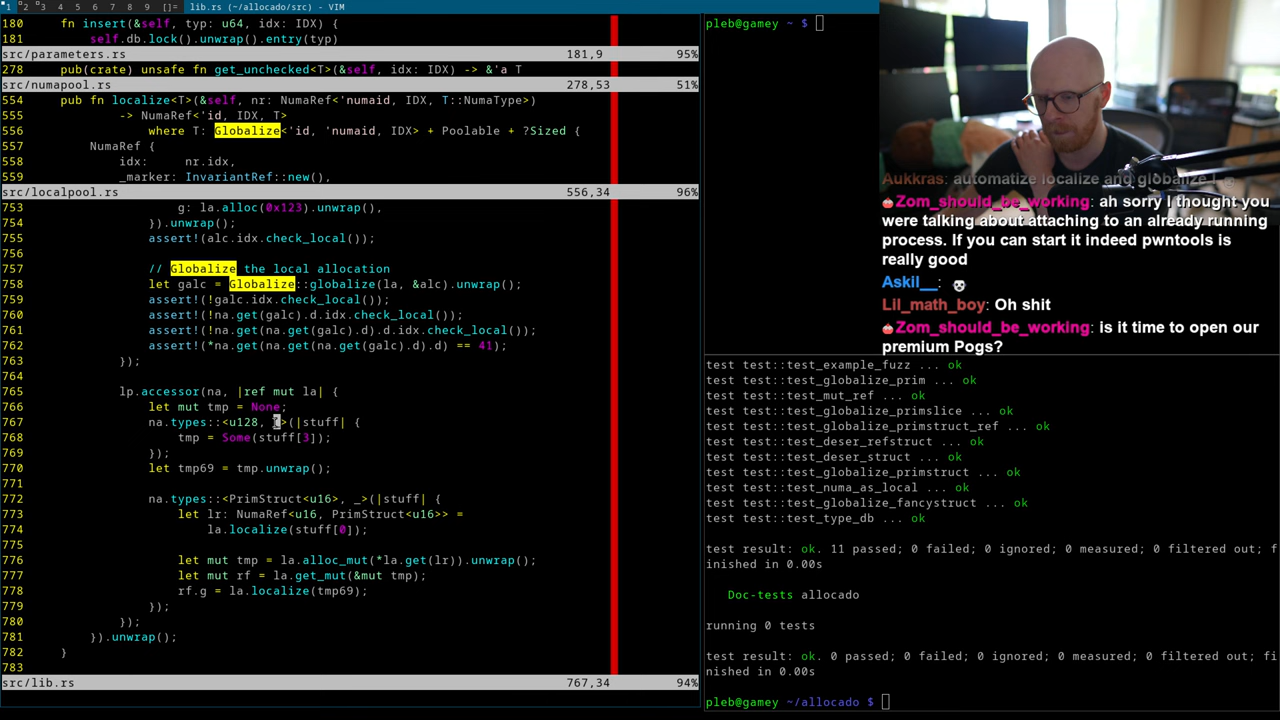 1 2 3 4 5 6 7 8 9 []= lib.rs (~/allocado/src) - VIM
180     fn insert(&self, typ: u64, idx: IDX) {
181         self.db.lock().unwrap().entry(typ)
src/parameters.rs 181,9 95%
278     pub(crate) unsafe fn get_unchecked<T>(&self, idx: IDX) -> &'a T
src/numapool.rs 278,53 51%
554     pub fn localize<T>(&self, nr: NumaRef<'numaid, IDX, T::NumaType>)
555             -> NumaRef<'id, IDX, T>
556                 where T: Globalize<'id, 'numaid, IDX> + Poolable + ?Sized {
557         NumaRef {
558             idx:     nr.idx,
559             _marker: InvariantRef::new(),
src/localpool.rs 556,34 96%
753                     g: la.alloc(0x123).unwrap(),
754                 }).unwrap();
755                 assert!(alc.idx.check_local());
756
757                 // Globalize the local allocation
758                 let galc = Globalize::globalize(la, &alc).unwrap();
759                 assert!(!galc.idx.check_local());
760                 assert!(!na.get(galc).d.idx.check_local());
761                 assert!(!na.get(na.get(galc).d).d.idx.check_local());
762                 assert!(*na.get(na.get(na.get(galc).d).d) == 41);
763             });
764
765             lp.accessor(na, |ref mut la| {
766                 let mut tmp = None;
767                 na.types::<u128, _>(|stuff| {
768                     tmp = Some(stuff[3]);
769                 });
770                 let tmp69 = tmp.unwrap();
771
772                 na.types::<PrimStruct<u16>, _>(|stuff| {
773                     let lr: NumaRef<u16, PrimStruct<u16>> =
774                         la.localize(stuff[0]);
775
776                     let mut tmp = la.alloc_mut(*la.get(lr)).unwrap();
777                     let mut rf = la.get_mut(&mut tmp);
778                     rf.g = la.localize(tmp69);
779                 });
780             });
781         }).unwrap();
782     }
783
src/lib.rs 767,34 94%
pleb@gamey ~ $
Aukkras: automatize localize and globalize !
Zom_should_be_working: ah sorry I thought you
were talking about attaching to an already running
process. If you can start it indeed pwntools is
really good
Askil__:
Lil_math_boy: Oh shit
Zom_should_be_working: is it time to open our
premium Pogs?
test test::test_example_fuzz ... ok
test test::test_globalize_prim ... ok
test test::test_mut_ref ... ok
test test::test_globalize_primslice ... ok
test test::test_globalize_primstruct_ref ... ok
test test::test_deser_refstruct ... ok
test test::test_deser_struct ... ok
test test::test_globalize_primstruct ... ok
test test::test_numa_as_local ... ok
test test::test_globalize_fancystruct ... ok
test test::test_type_db ... ok
test result: ok. 11 passed; 0 failed; 0 ignored; 0 measured; 0 filtered out; f
inished in 0.00s
Doc-tests allocado
running 0 tests
test result: ok. 0 passed; 0 failed; 0 ignored; 0 measured; 0 filtered out; fi
nished in 0.00s
pleb@gamey ~/allocado $